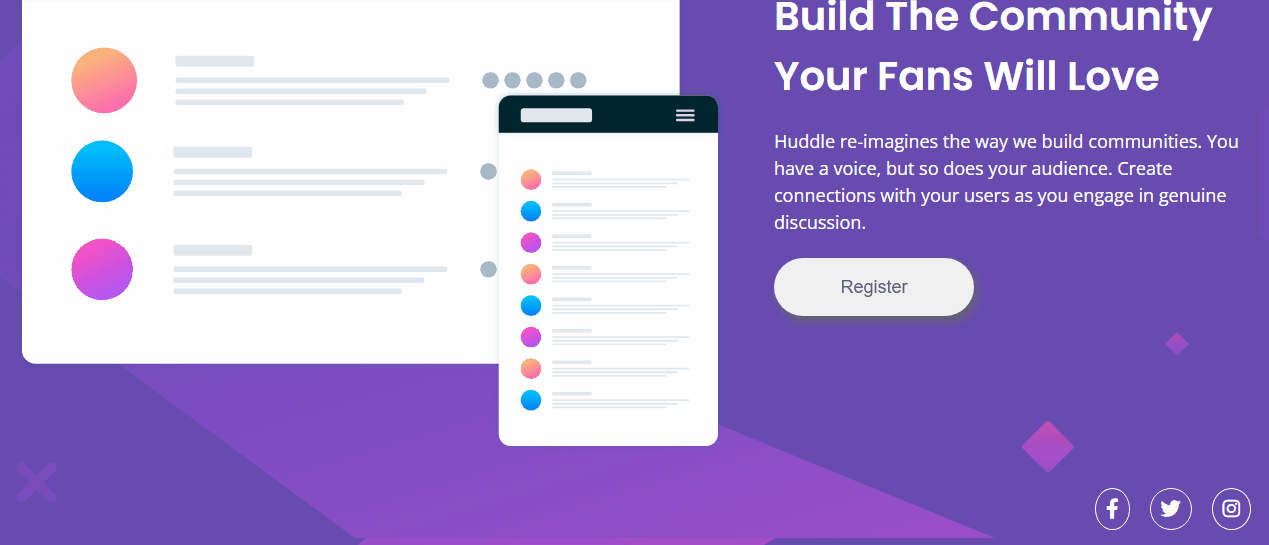 Build The Community
Your Fans Will Love
Huddle re-imagines the way we build communities. You
have a voice, but so does your audience. Create
connections with your users as you engage in genuine
discussion.
Register